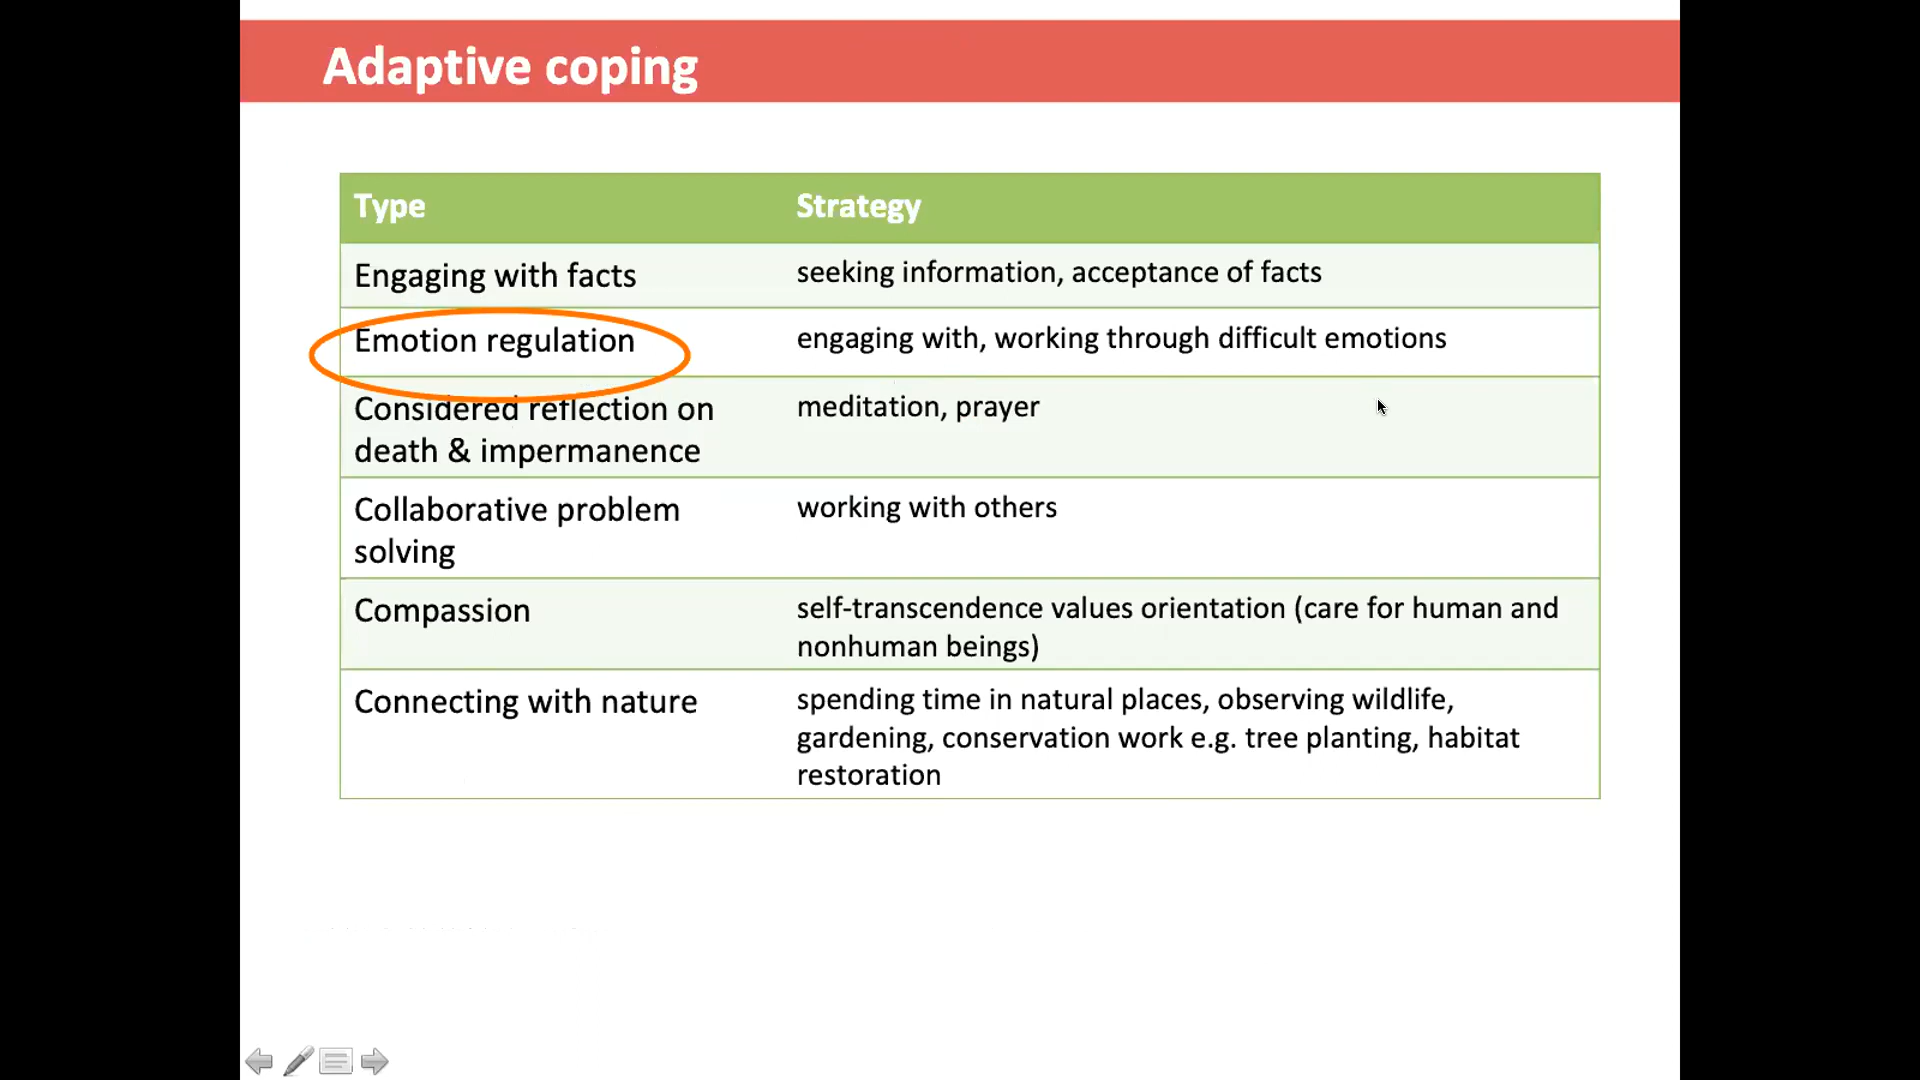 Adaptive coping
Type Strategy
Engaging with facts seeking information, acceptance of facts
Emotion regulation engaging with, working through difficult emotions
Considered reflection on meditation, prayer
death & impermanence
Collaborative problem working with others
solving
Compassion self-transcendence values orientation (care for human and
nonhuman beings)
Connecting with nature spending time in natural places, observing wildlife,
gardening, conservation work e.g. tree planting, habitat
restoration